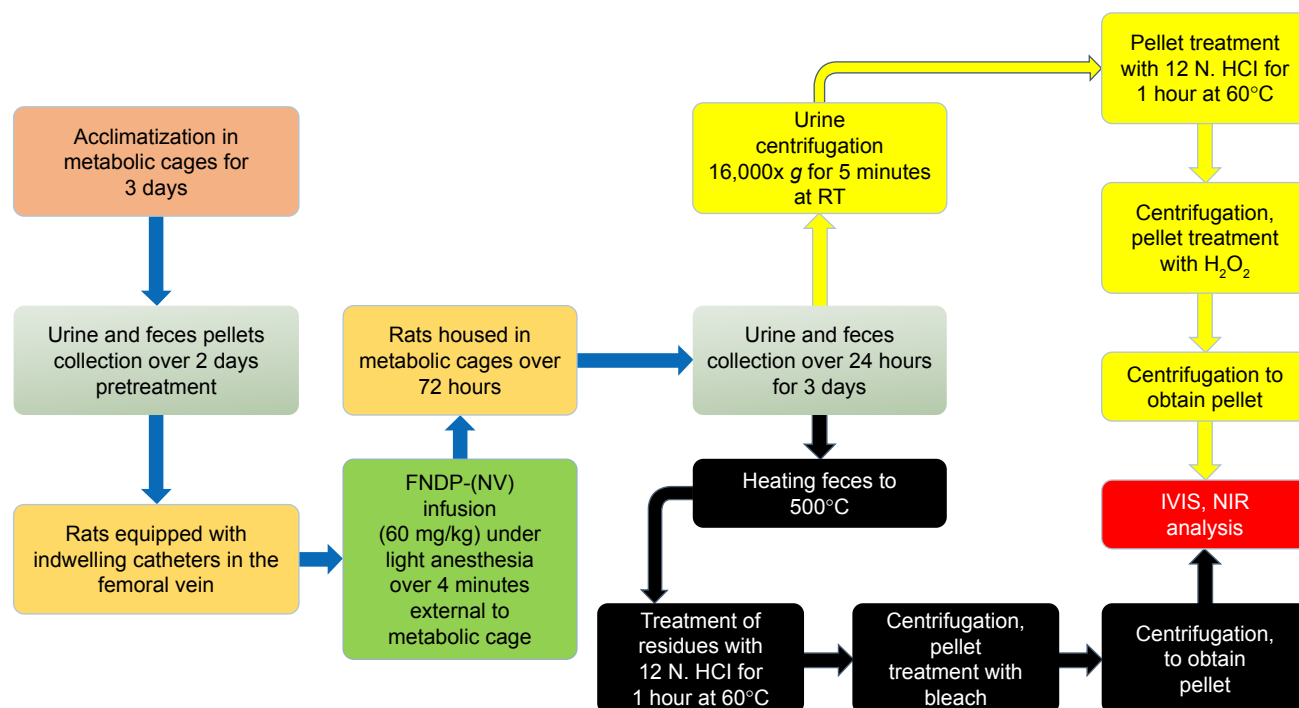 Acclimatization in
metabolic cages for
3 days
Urine and feces pellets
collection over 2 days
pretreatment
Rats equipped with
indwelling catheters in the
femoral vein
FNDP-(NV)
infusion
(60 mg/kg) under
light anesthesia
over 4 minutes
external to
metabolic cage
Rats housed in
metabolic cages over
72 hours
Urine and feces
collection over 24 hours
for 3 days
Urine
centrifugation
16,000x g for 5 minutes
at RT
Pellet treatment
with 12 N. HCl for
1 hour at 60°C
Centrifugation,
pellet treatment
with H₂O₂
Centrifugation to
obtain pellet
IVIS, NIR
analysis
Heating feces to
500°C
Treatment of
residues with
12 N. HCl for
1 hour at 60°C
Centrifugation,
pellet
treatment with
bleach
Centrifugation,
to obtain
pellet